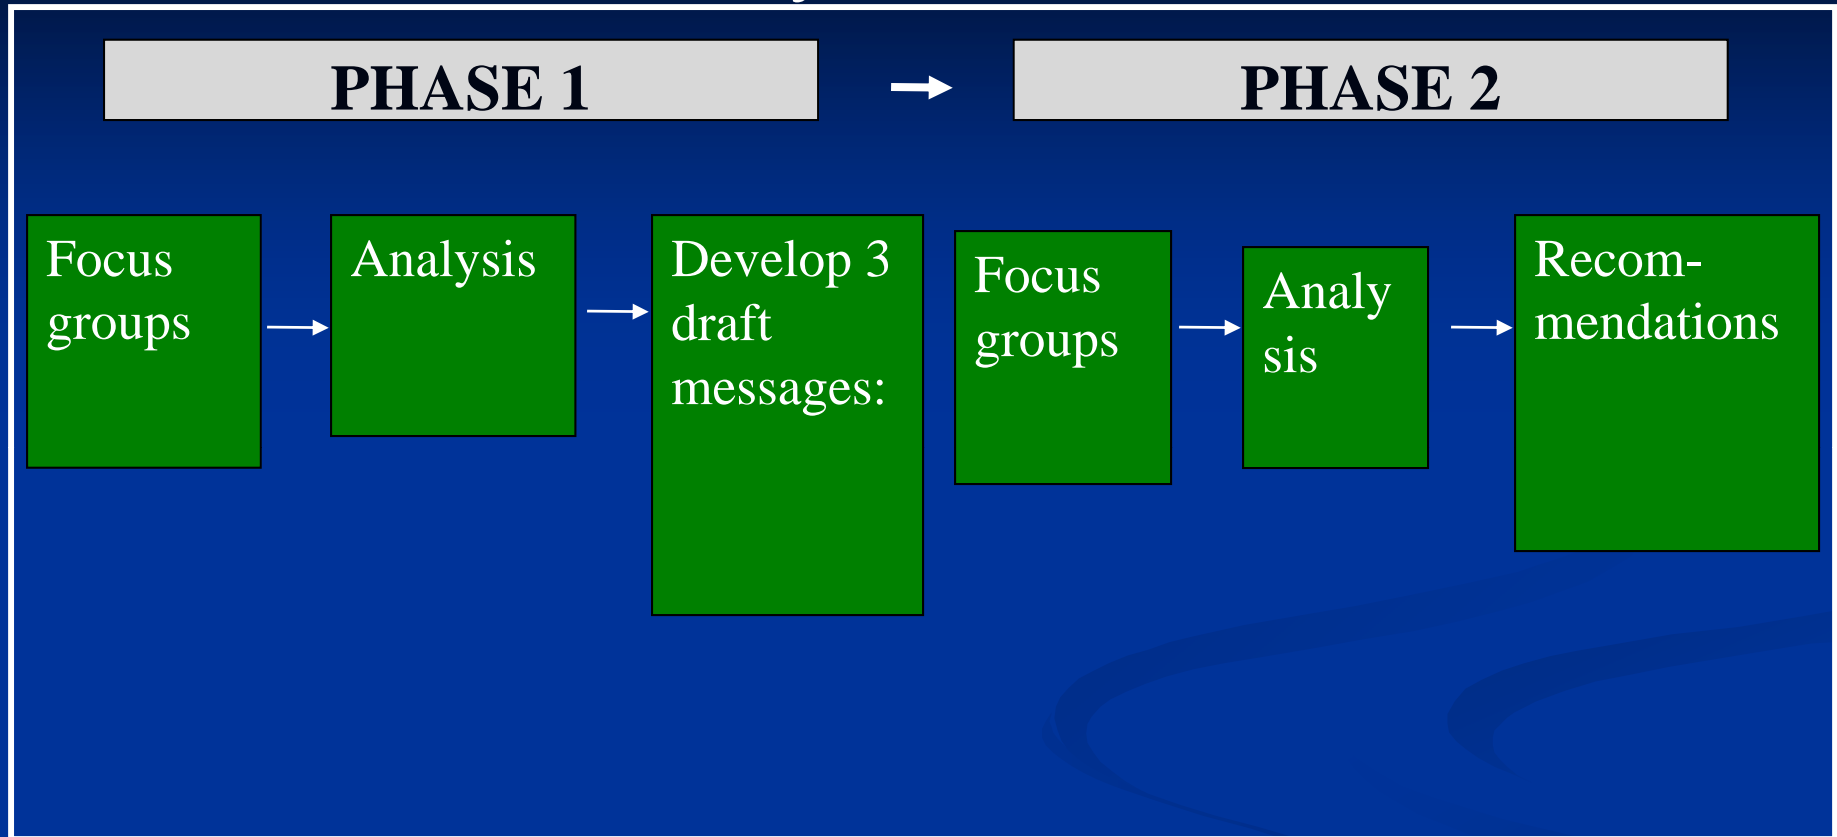 PHASE 1
PHASE 2
Focus
groups
Analysis
Develop 3
draft
messages:
Focus
groups
Analy
sis
Recom-
mendations